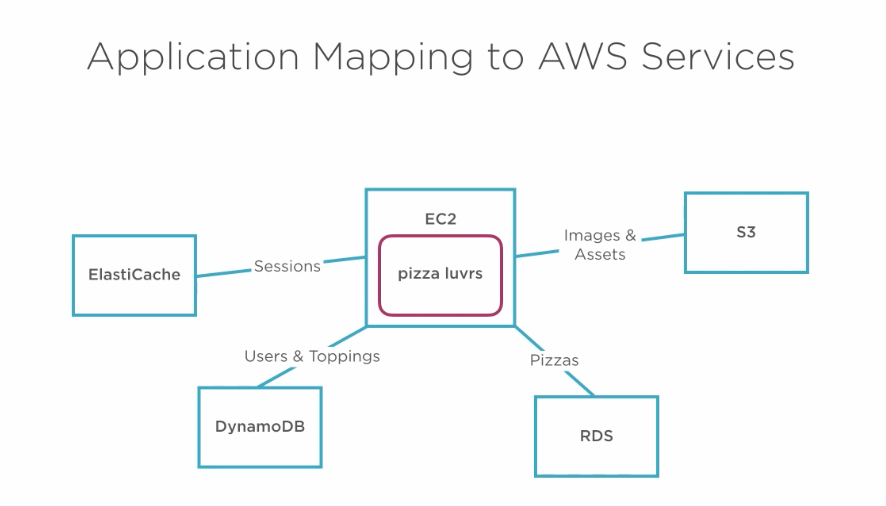 Application Mapping to AWS Services
EC2
pizza luvrs
ElastiCache
Sessions
Images &
Assets
S3
Users & Toppings
DynamoDB
Pizzas
RDS